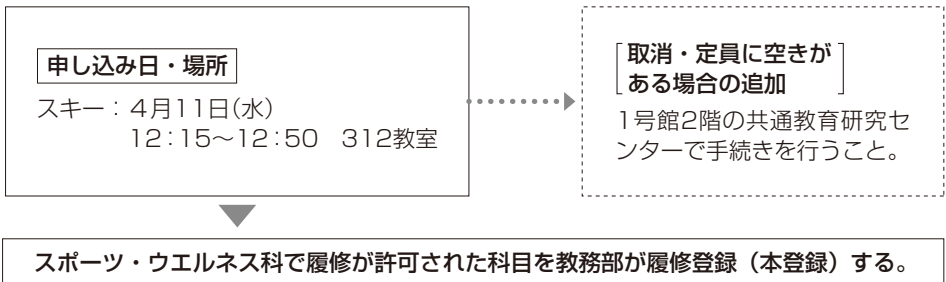 申し込み日・場所
スキー：4月11日(水)
12：15〜12：50　312教室
取消・定員に空きが
ある場合の追加
1号館2階の共通教育研究セ
ンターで手続きを行うこと。
スポーツ・ウエルネス科で履修が許可された科目を教務部が履修登録（本登録）する。